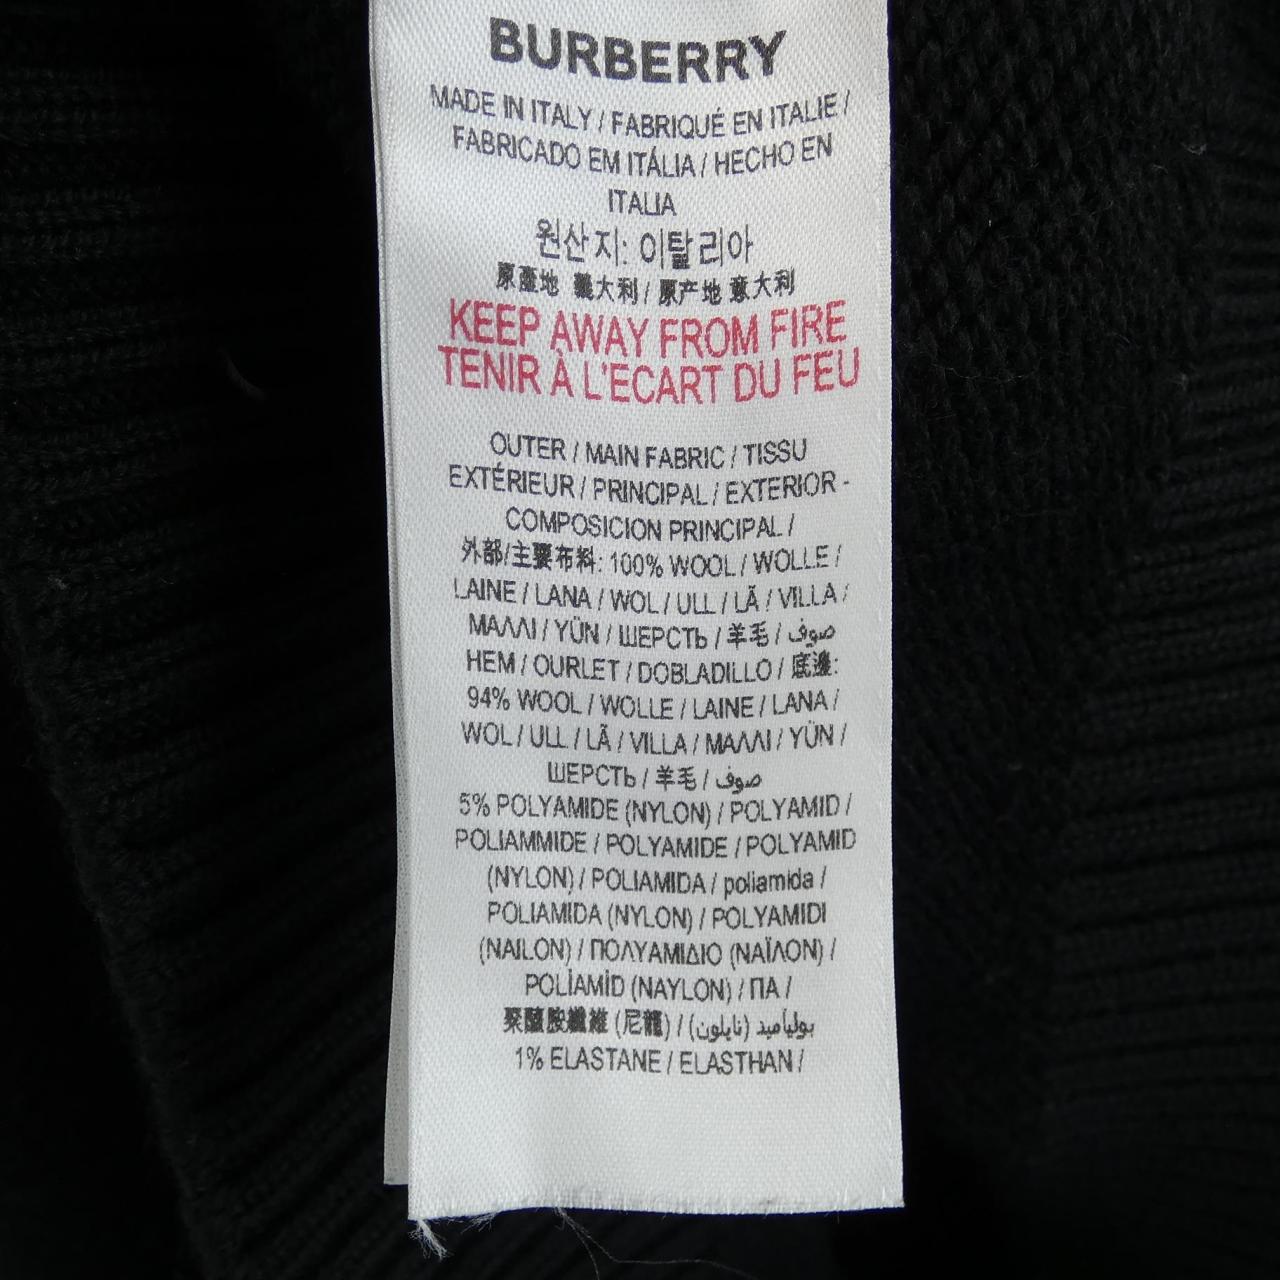 BURBERRY
MADE IN ITALY / FABRIQUÉ EN ITALIE /
FABRICADO EM ITÁLIA / HECHO EN
ITALIA
원산지: 이탈리아
原產地 義大利 / 原产地 意大利
KEEP AWAY FROM FIRE
TENIR À L'ECART DU FEU
OUTER / MAIN FABRIC / TISSU
EXTÉRIEUR / PRINCIPAL / EXTERIOR -
COMPOSICION PRINCIPAL /
外部/主要布料: 100% WOOL / WOLLE /
LAINE / LANA / WOL / ULL / LÃ / VILLA /
ΜΑΛΛΙ / YÜN / ШЕРСТЬ / 羊毛 / صوف
HEM / OURLET / DOBLADILLO / 底邊:
94% WOOL / WOLLE / LAINE / LANA /
WOL / ULL / LÃ / VILLA / ΜΑΛΛΙ / YÜN /
ШЕРСТЬ / 羊毛 / صوف
5% POLYAMIDE (NYLON) / POLYAMID /
POLIAMMIDE / POLYAMIDE / POLYAMID
(NYLON) / POLIAMIDA / poliamida /
POLIAMIDA (NYLON) / POLYAMIDI
(NAILON) / ΠΟΛΥΑΜΙΔΙΟ (ΝΑΪΛΟΝ) /
POLİAMİD (NAYLON) / ПА /
聚醯胺纖維 (尼龍) / بولياميد (نايلون)
1% ELASTANE / ELASTHAN /